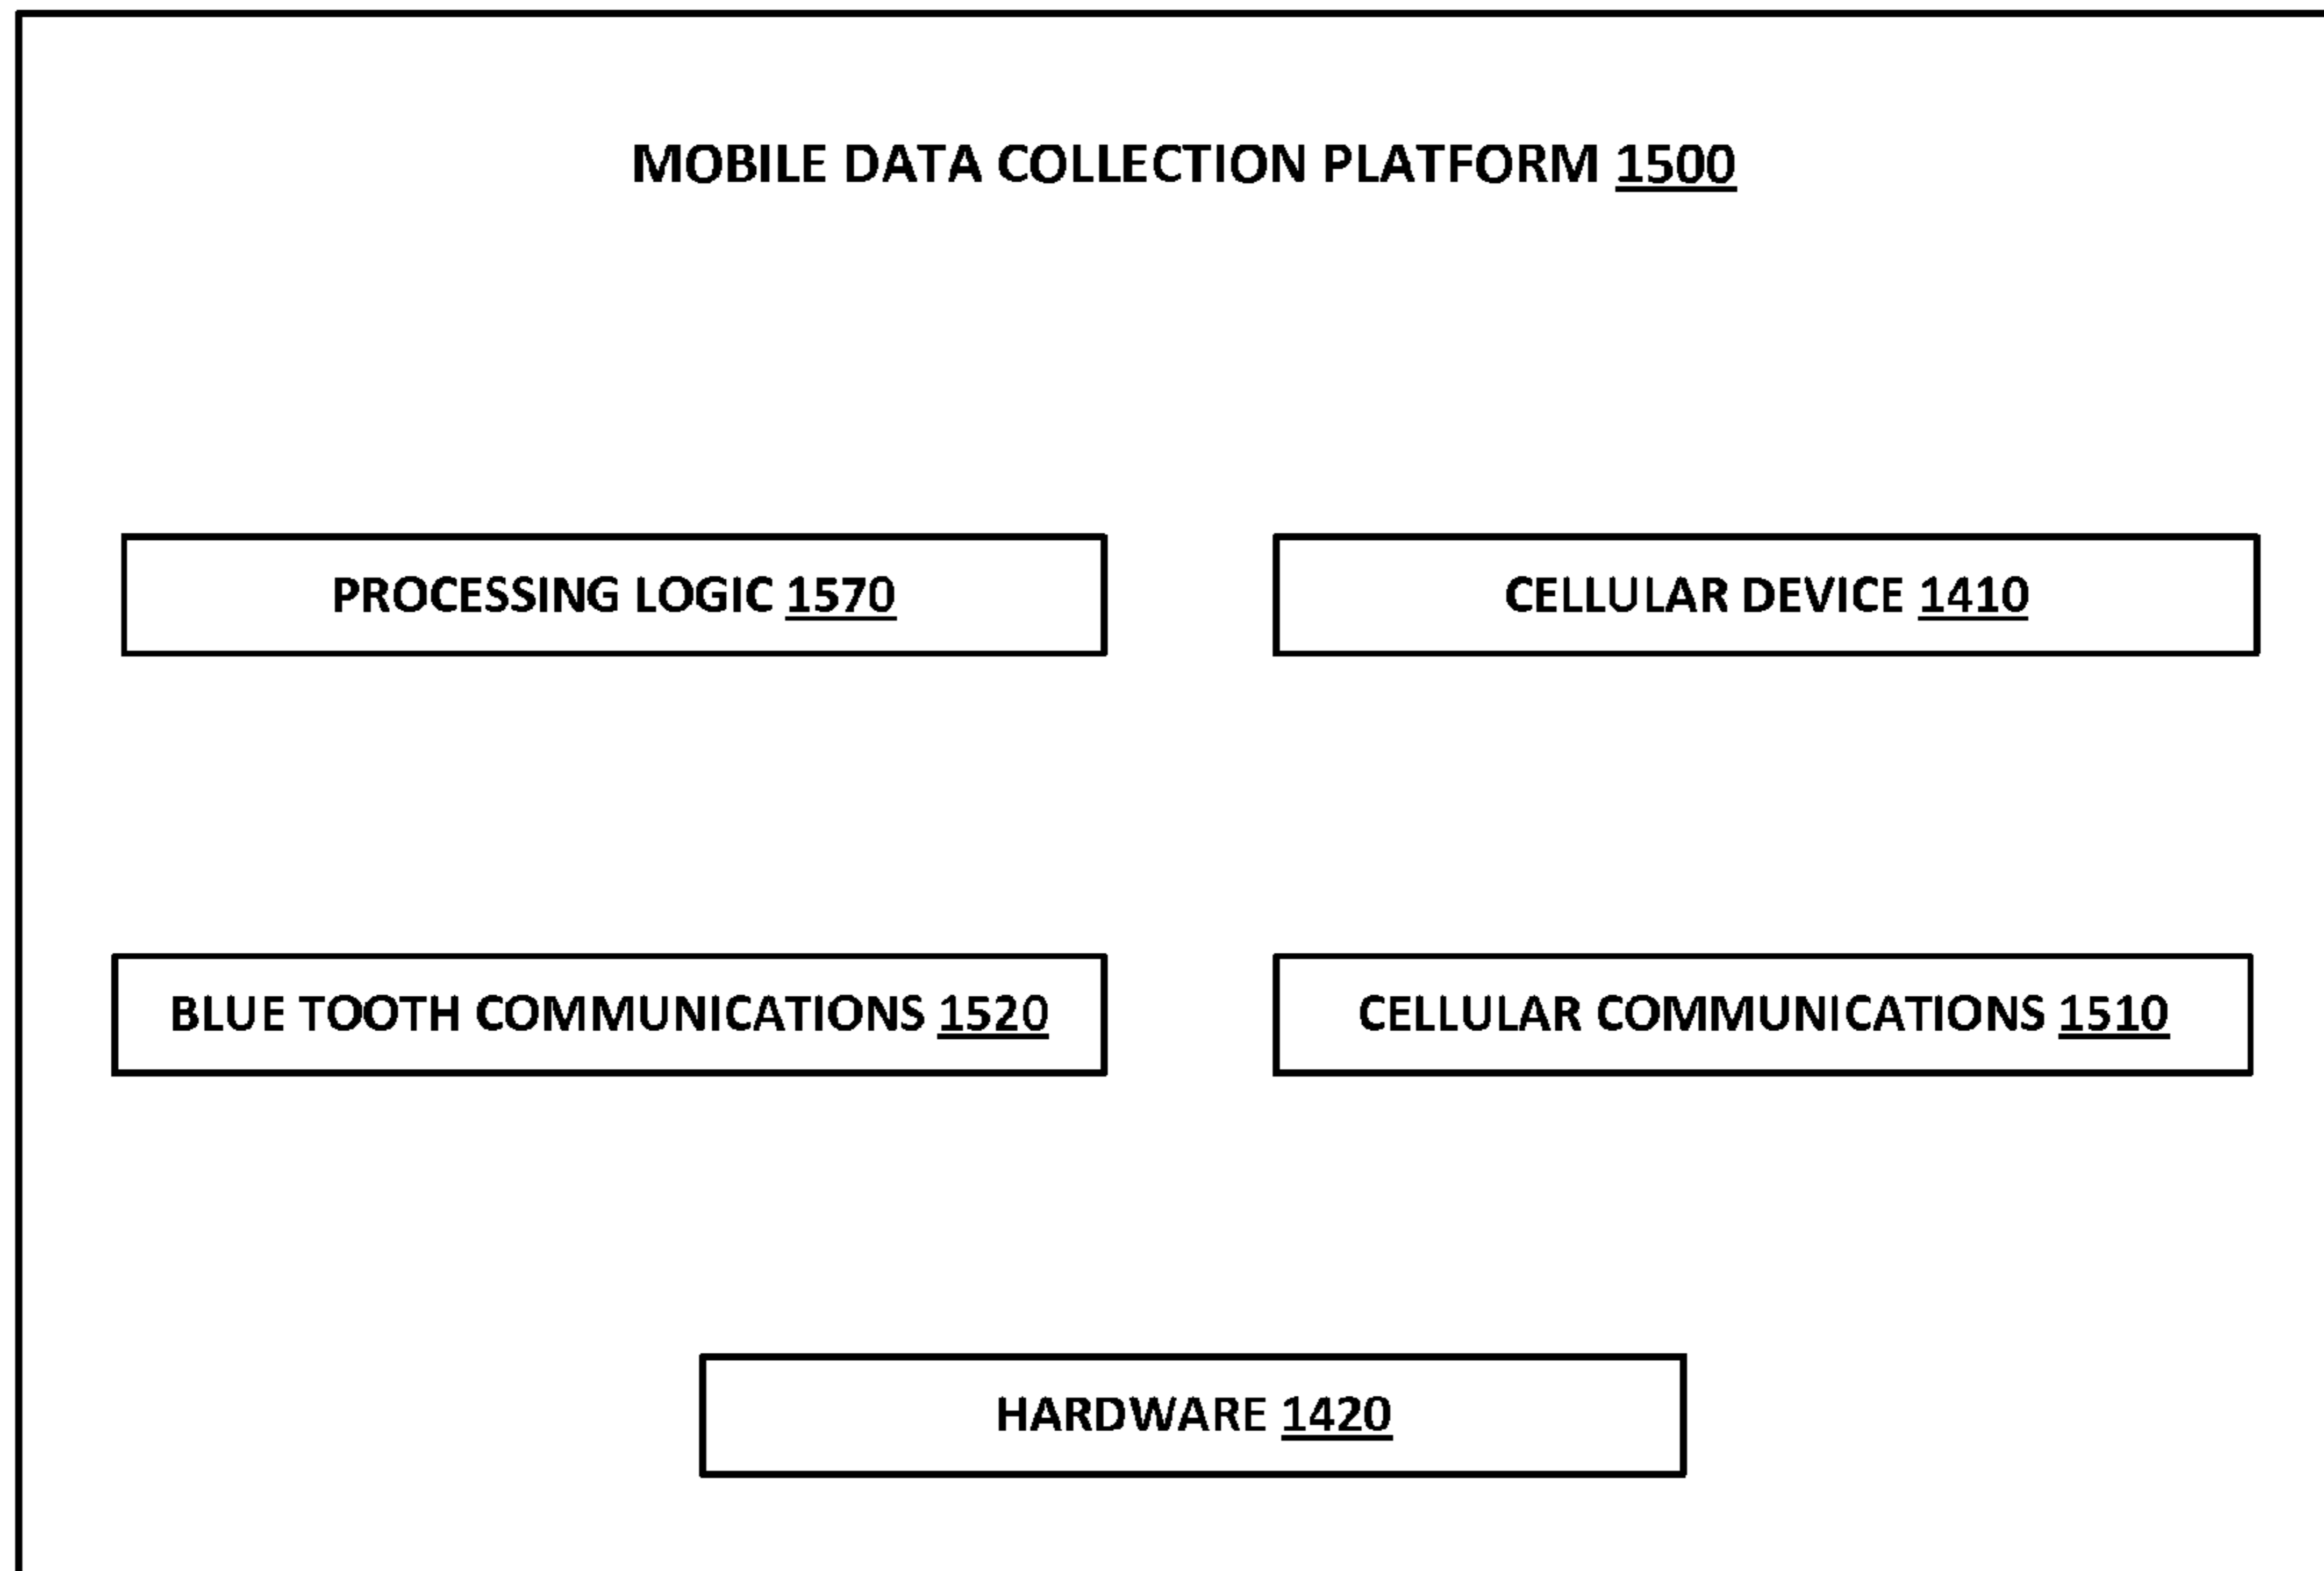 MOBILE DATA COLLECTION PLATFORM 1500
PROCESSING LOGIC 1570
CELLULAR DEVICE 1410
BLUE TOOTH COMMUNICATIONS 1520
CELLULAR COMMUNICATIONS 1510
HARDWARE 1420